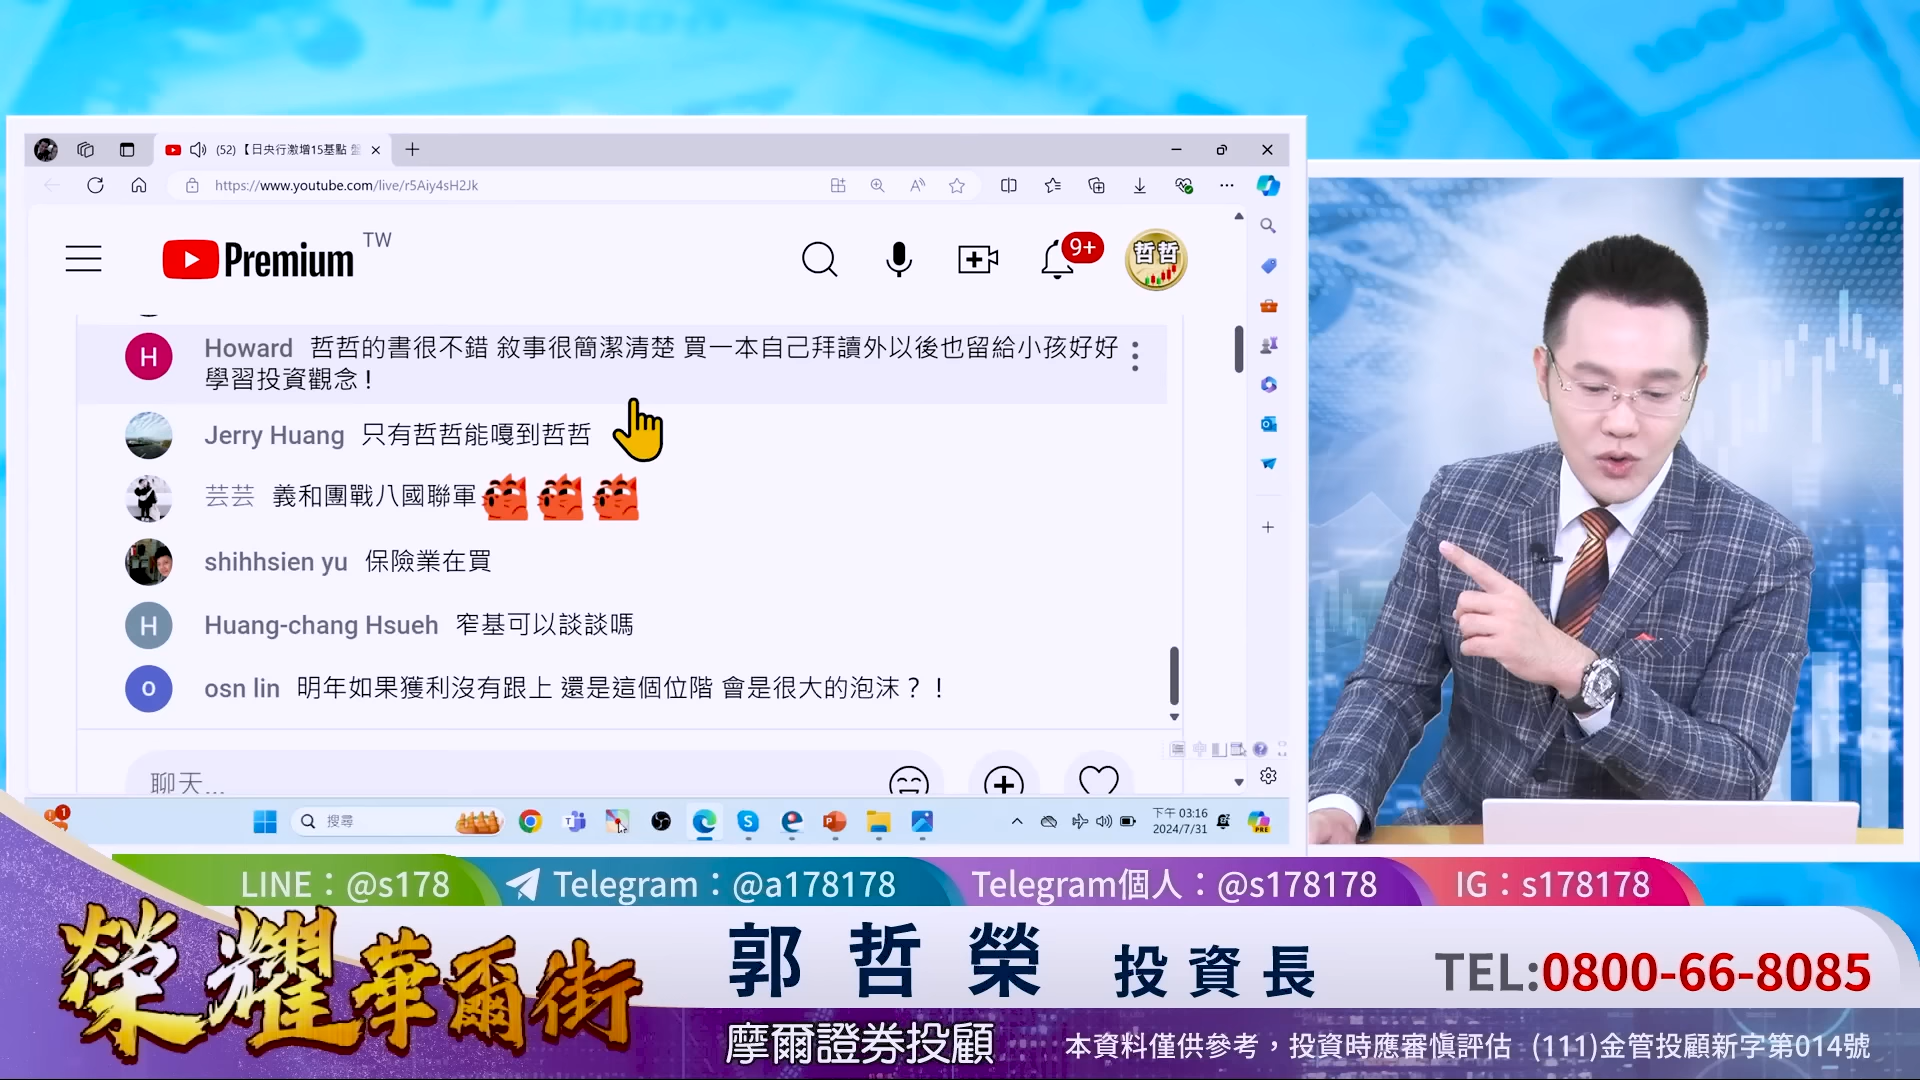 (52)【日央行激增15基點 盤
https://www.youtube.com/live/r5Aiy4sH2Jk
Premium TW
9+
哲哲
H Howard 哲哲的書很不錯 敘事很簡潔清楚 買一本自己拜讀外以後也留給小孩好好
學習投資觀念 !
Jerry Huang 只有哲哲能嘎到哲哲
芸芸 義和團戰八國聯軍
shihhsien yu 保險業在買
H Huang-chang Hsueh 窄基可以談談嗎
o osn lin 明年如果獲利沒有跟上 還是這個位階 會是很大的泡沫？！
聊天...
1
搜尋
下午 03:16
2024/7/31
LINE：@s178
Telegram：@a178178
Telegram個人：@s178178
IG：s178178
榮耀華爾街
郭哲榮 投資長
TEL:0800-66-8085
摩爾證券投顧
本資料僅供參考，投資時應審慎評估 (111)金管投顧新字第014號